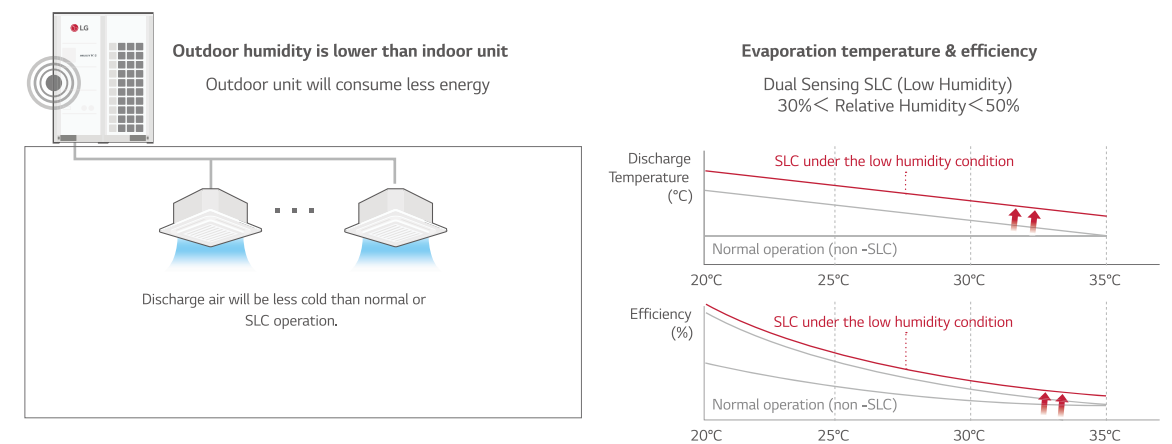 LG
Outdoor humidity is lower than indoor unit
Outdoor unit will consume less energy
Discharge air will be less cold than normal or
SLC operation.
Evaporation temperature & efficiency
Dual Sensing SLC (Low Humidity)
30%< Relative Humidity<50%
Discharge
Temperature
(°C)
SLC under the low humidity condition
Normal operation (non -SLC)
20°C 25°C 30°C 35°C
Efficiency
(%)
SLC under the low humidity condition
Normal operation (non -SLC)
20°C 25°C 30°C 35°C